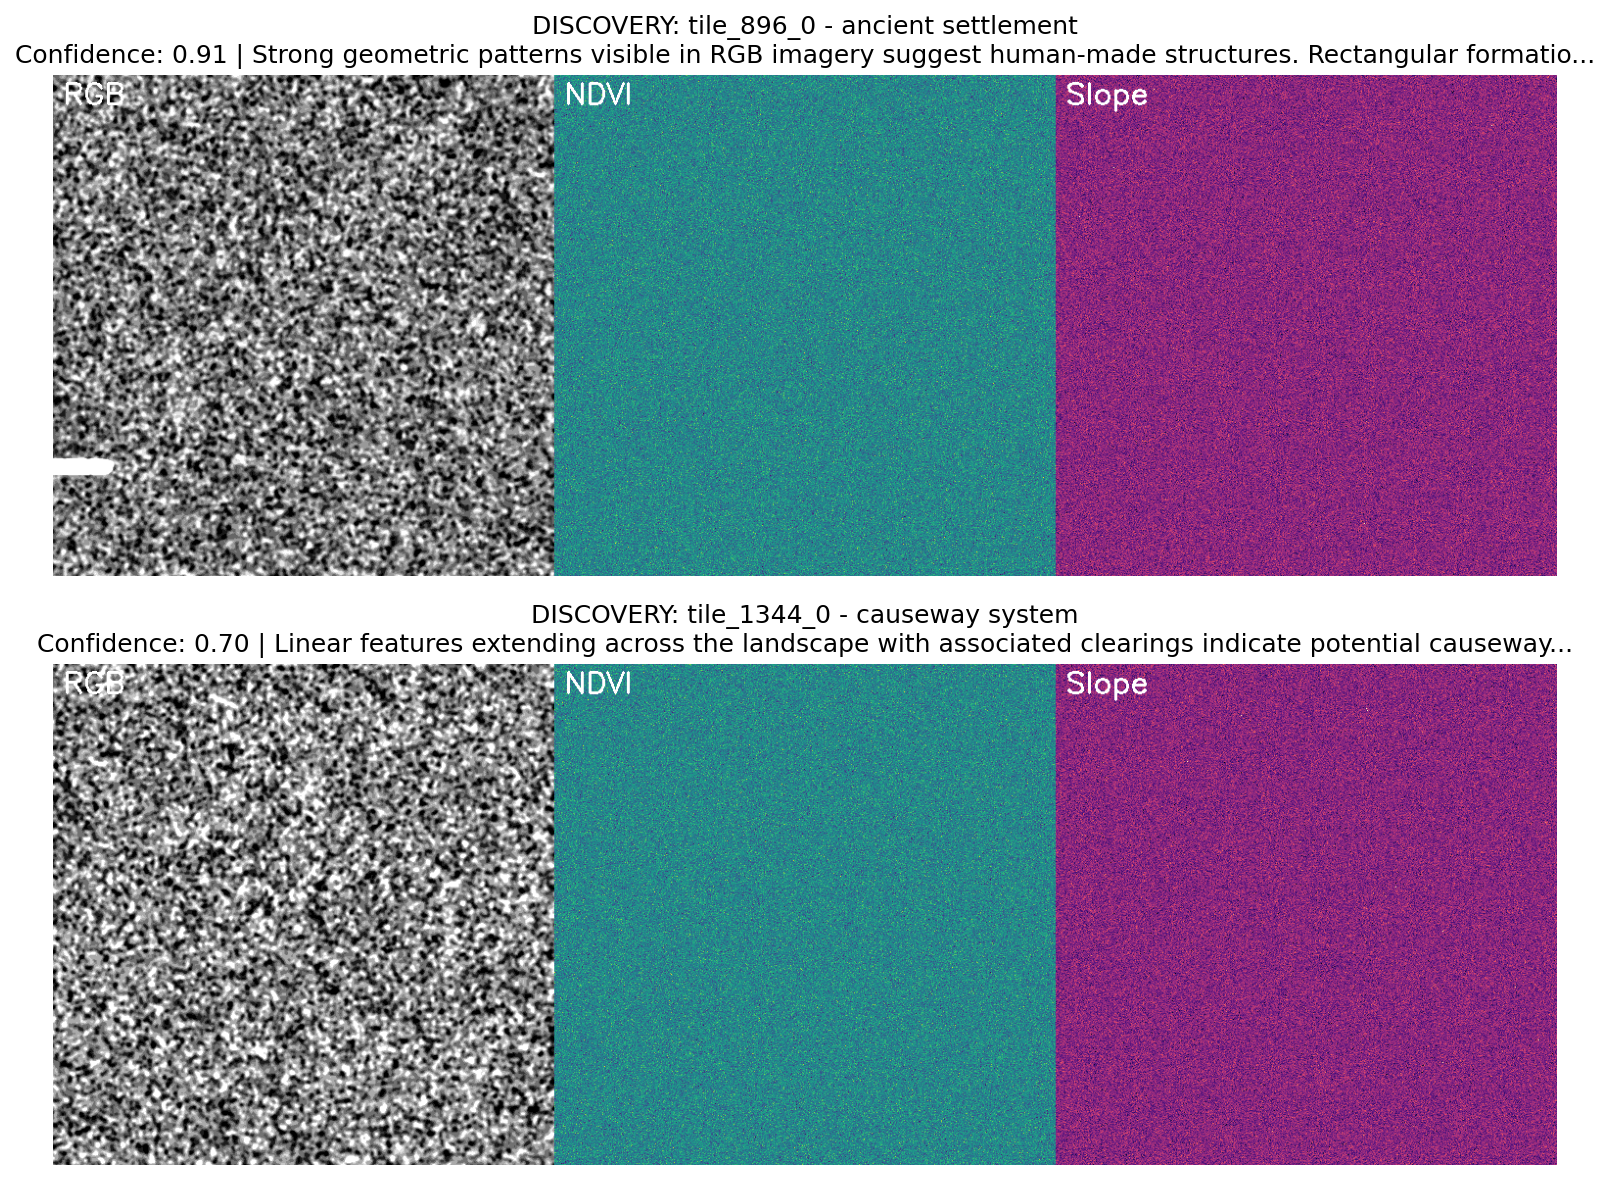 DISCOVERY: tile_896_0 - ancient settlement
Confidence: 0.91 | Strong geometric patterns visible in RGB imagery suggest human-made structures. Rectangular formatio...
RGB NDVI Slope
DISCOVERY: tile_1344_0 - causeway system
Confidence: 0.70 | Linear features extending across the landscape with associated clearings indicate potential causeway...
RGB NDVI Slope